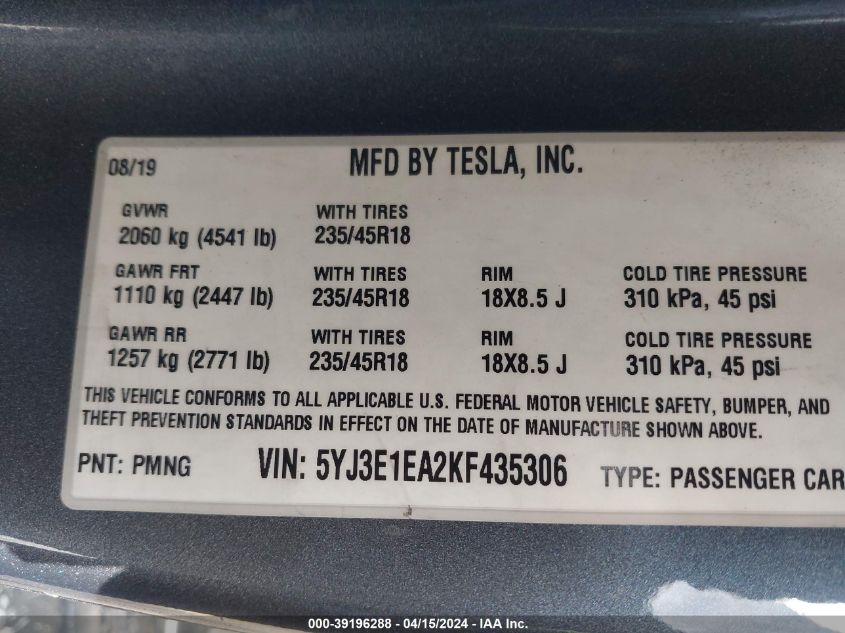 08/19 MFD BY TESLA, INC.
GVWR WITH TIRES
2060 kg (4541 lb) 235/45R18
GAWR FRT WITH TIRES RIM COLD TIRE PRESSURE
1110 kg (2447 lb) 235/45R18 18X8.5 J 310 kPa, 45 psi
GAWR RR WITH TIRES RIM COLD TIRE PRESSURE
1257 kg (2771 lb) 235/45R18 18X8.5 J 310 kPa, 45 psi
THIS VEHICLE CONFORMS TO ALL APPLICABLE U.S. FEDERAL MOTOR VEHICLE SAFETY, BUMPER, AND
THEFT PREVENTION STANDARDS IN EFFECT ON THE DATE OF MANUFACTURE SHOWN ABOVE.
PNT: PMNG VIN: 5YJ3E1EA2KF435306 TYPE: PASSENGER CAR
000-39196288 - 04/15/2024 - IAA Inc.